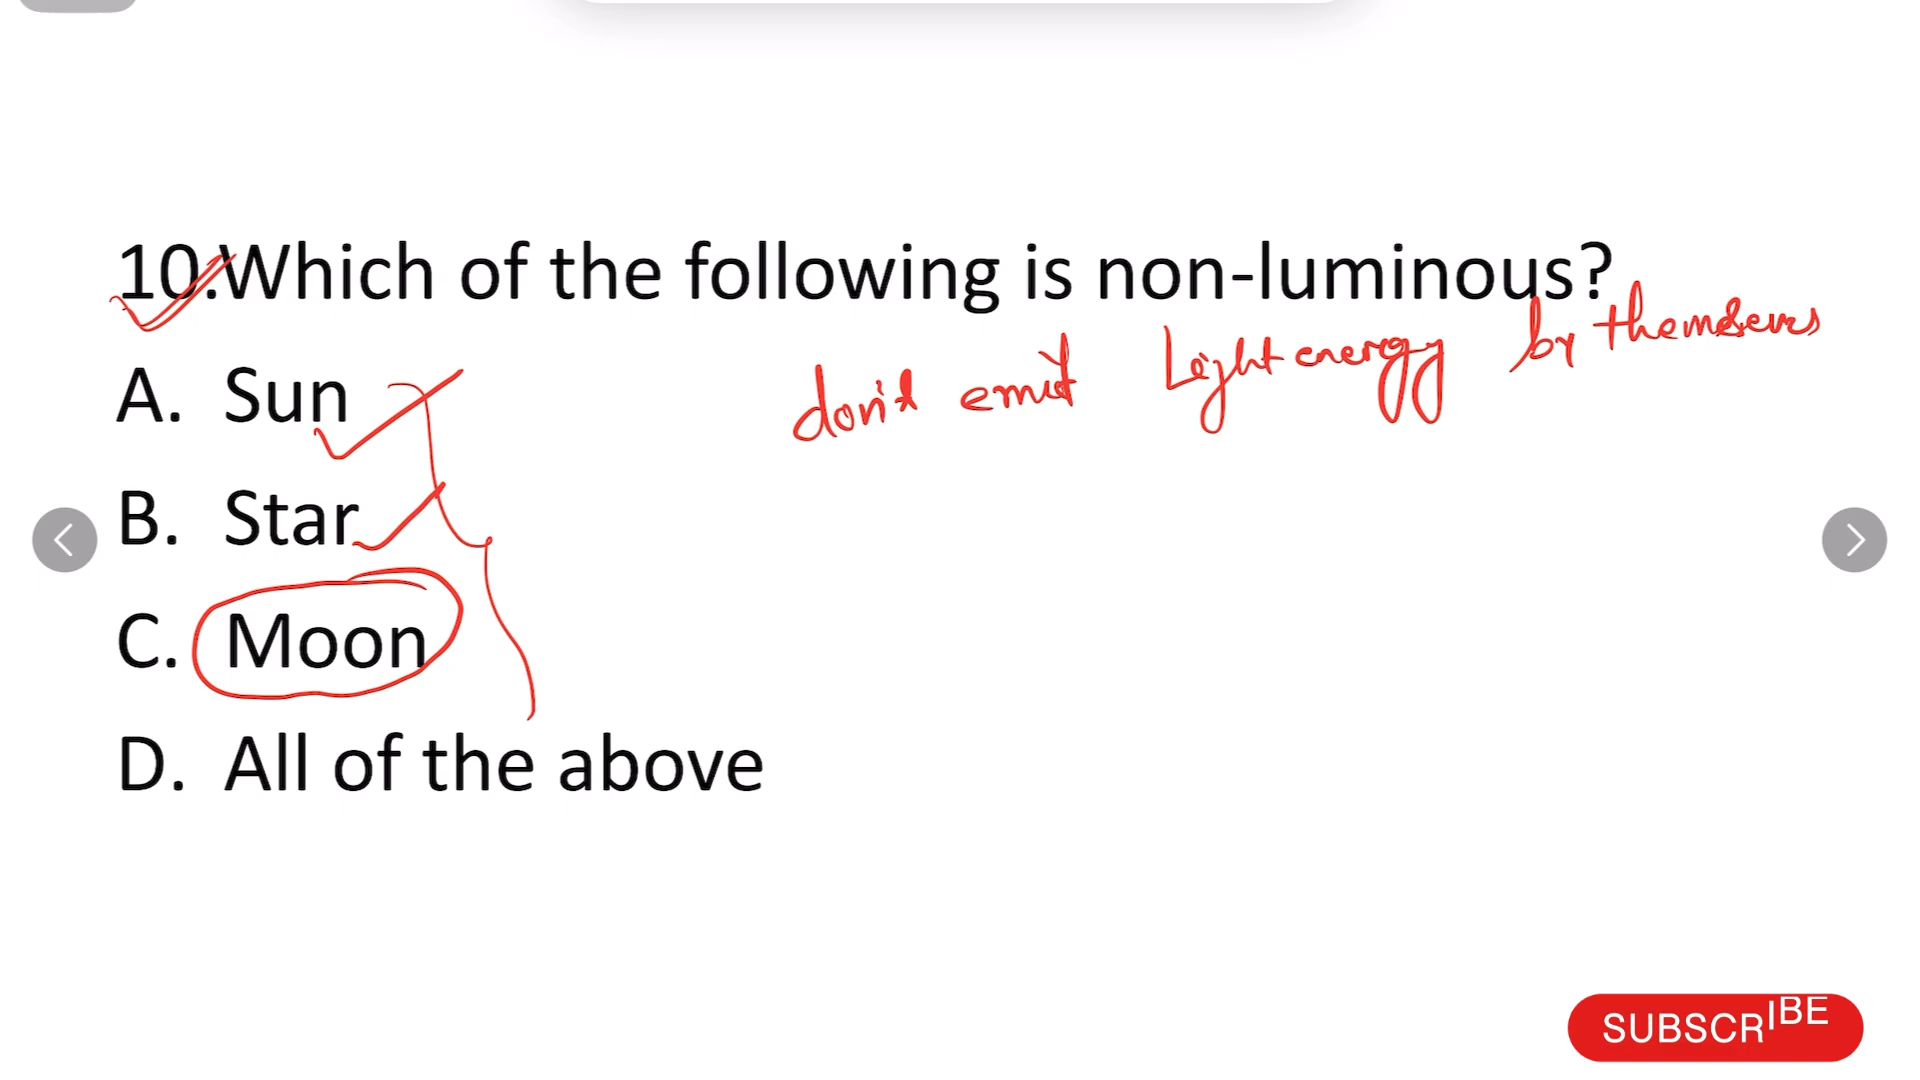 10.Which of the following is non-luminous?
don't emit Light energy by themselves
A. Sun
B. Star
C. Moon
D. All of the above
SUBSCRIBE